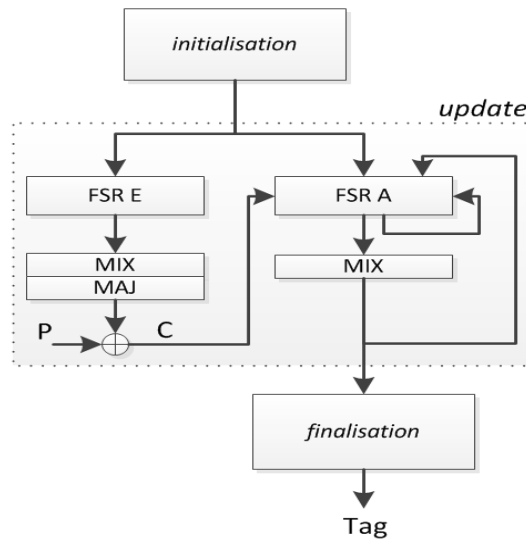 initialisation
update
FSR E
FSR A
MIX
MAJ
MIX
P
C
finalisation
Tag